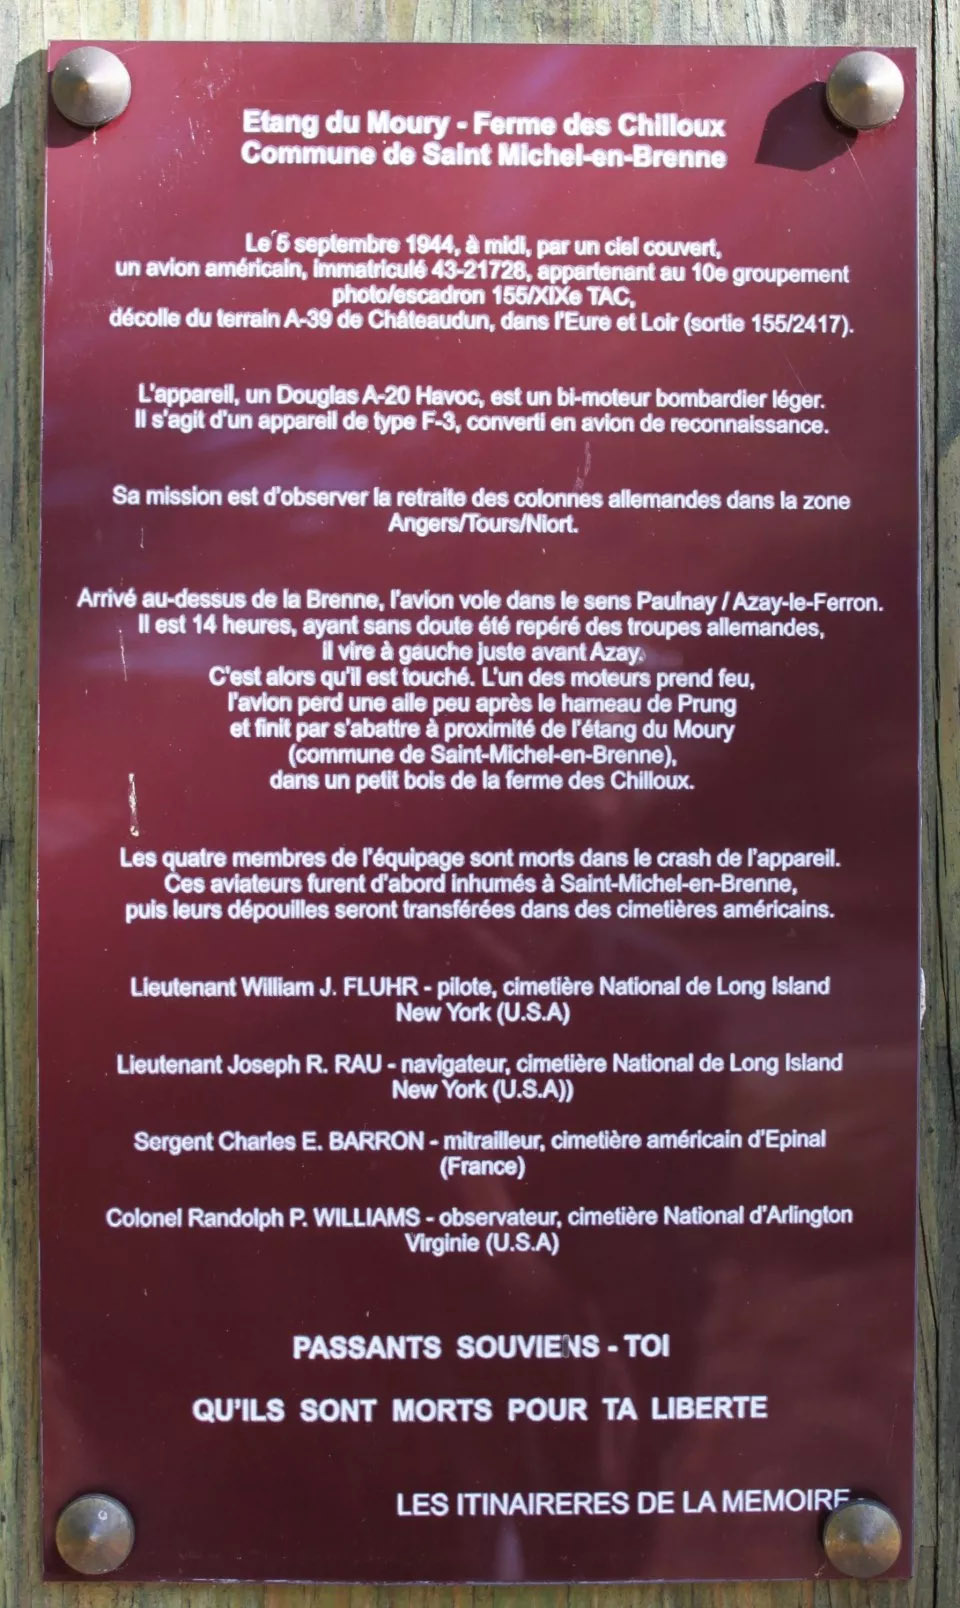 Etang du Moury - Ferme des Chilloux
Commune de Saint Michel-en-Brenne
Le 5 septembre 1944, à midi, par un ciel couvert,
un avion américain, immatriculé 43-21728, appartenant au 10e groupement
photo/escadron 155/XIXe TAC,
décolle du terrain A-39 de Châteaudun, dans l'Eure et Loir (sortie 155/2417).
L'appareil, un Douglas A-20 Havoc, est un bi-moteur bombardier léger.
Il s'agit d'un appareil de type F-3, converti en avion de reconnaissance.
Sa mission est d'observer la retraite des colonnes allemandes dans la zone
Angers/Tours/Niort.
Arrivé au-dessus de la Brenne, l'avion vole dans le sens Paulnay / Azay-le-Ferron.
Il est 14 heures, ayant sans doute été repéré des troupes allemandes,
il vire à gauche juste avant Azay.
C'est alors qu'il est touché. L'un des moteurs prend feu,
l'avion perd une aile peu après le hameau de Prung
et finit par s'abattre à proximité de l'étang du Moury
(commune de Saint-Michel-en-Brenne),
dans un petit bois de la ferme des Chilloux.
Les quatre membres de l'équipage sont morts dans le crash de l'appareil.
Ces aviateurs furent d'abord inhumés à Saint-Michel-en-Brenne,
puis leurs dépouilles seront transférées dans des cimetières américains.
Lieutenant William J. FLUHR - pilote, cimetière National de Long Island
New York (U.S.A)
Lieutenant Joseph R. RAU - navigateur, cimetière National de Long Island
New York (U.S.A))
Sergent Charles E. BARRON - mitrailleur, cimetière américain d'Epinal
(France)
Colonel Randolph P. WILLIAMS - observateur, cimetière National d'Arlington
Virginie (U.S.A)
PASSANTS SOUVIENS - TOI
QU'ILS SONT MORTS POUR TA LIBERTE
LES ITINAIRERES DE LA MEMOIRE